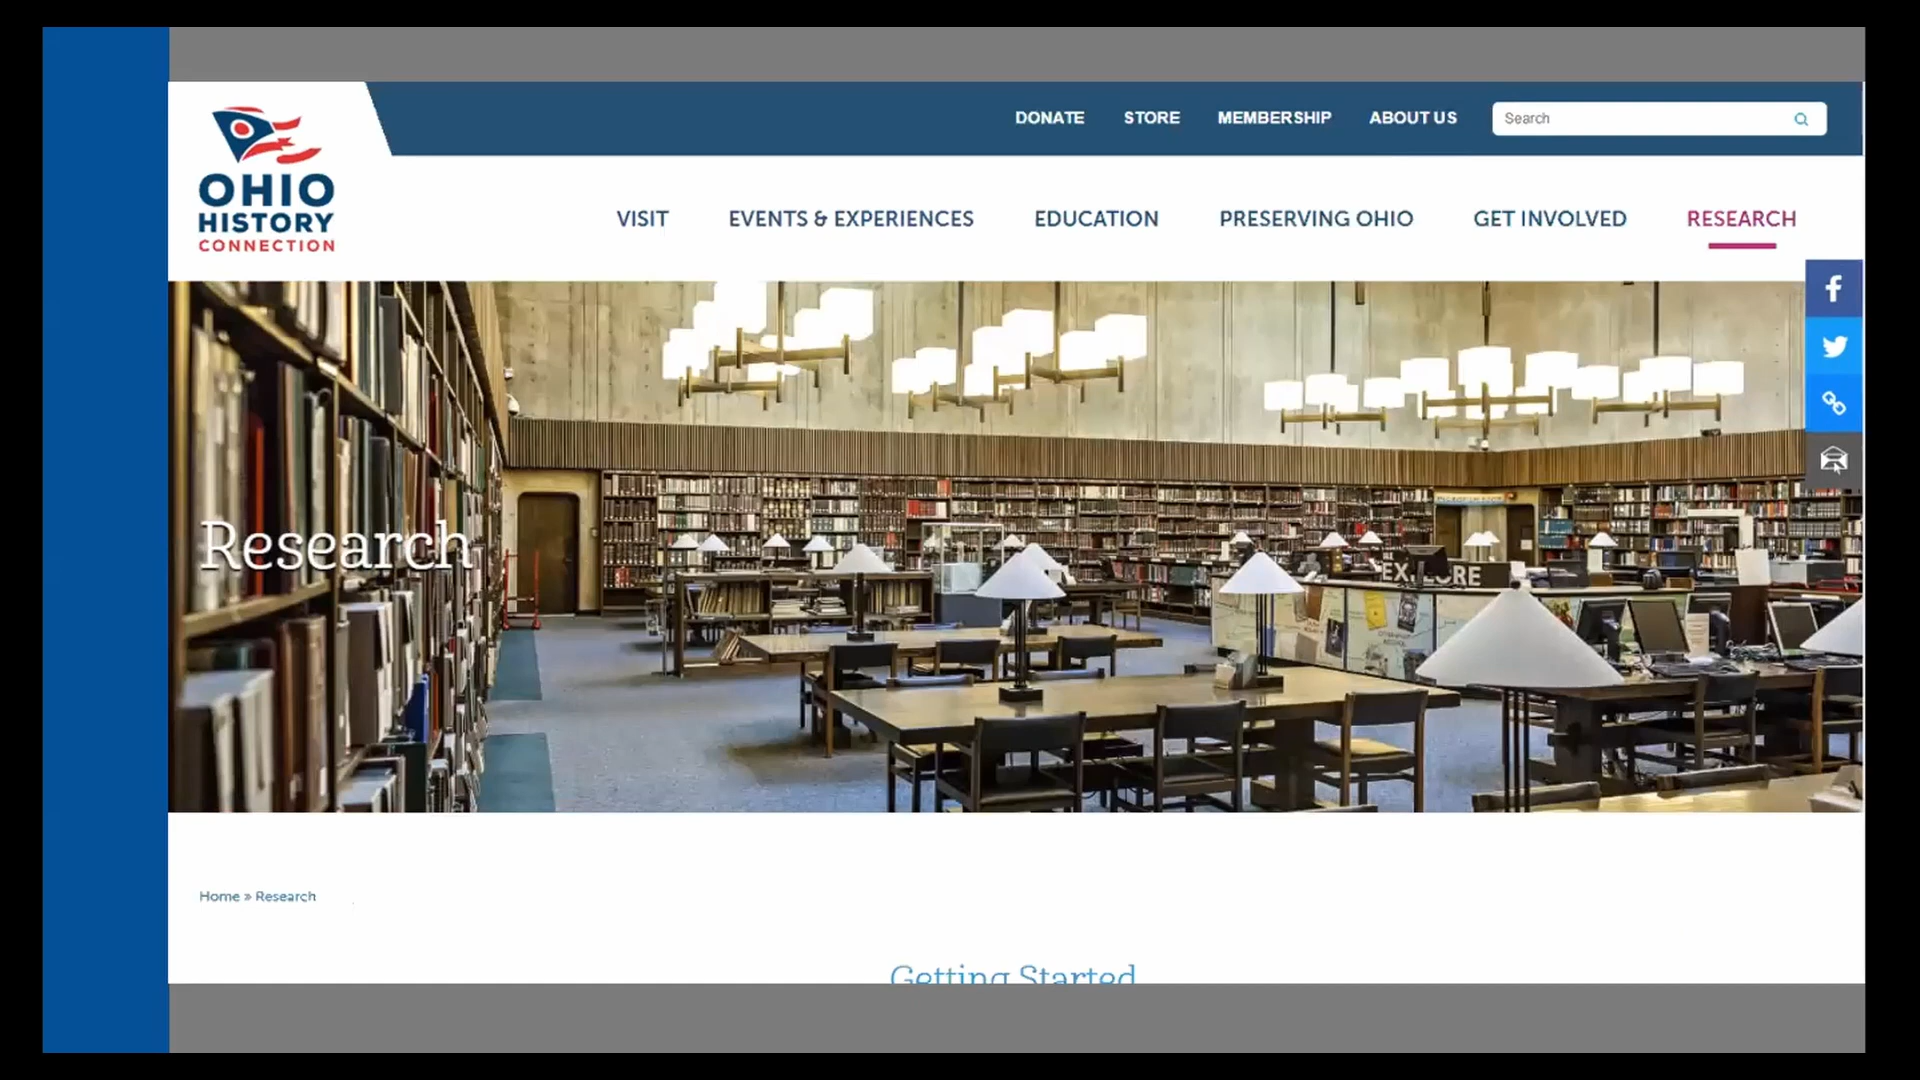 OHIO
HISTORY
CONNECTION
DONATE STORE MEMBERSHIP ABOUT US Search
VISIT EVENTS & EXPERIENCES EDUCATION PRESERVING OHIO GET INVOLVED RESEARCH
Research
Home » Research
Getting Started